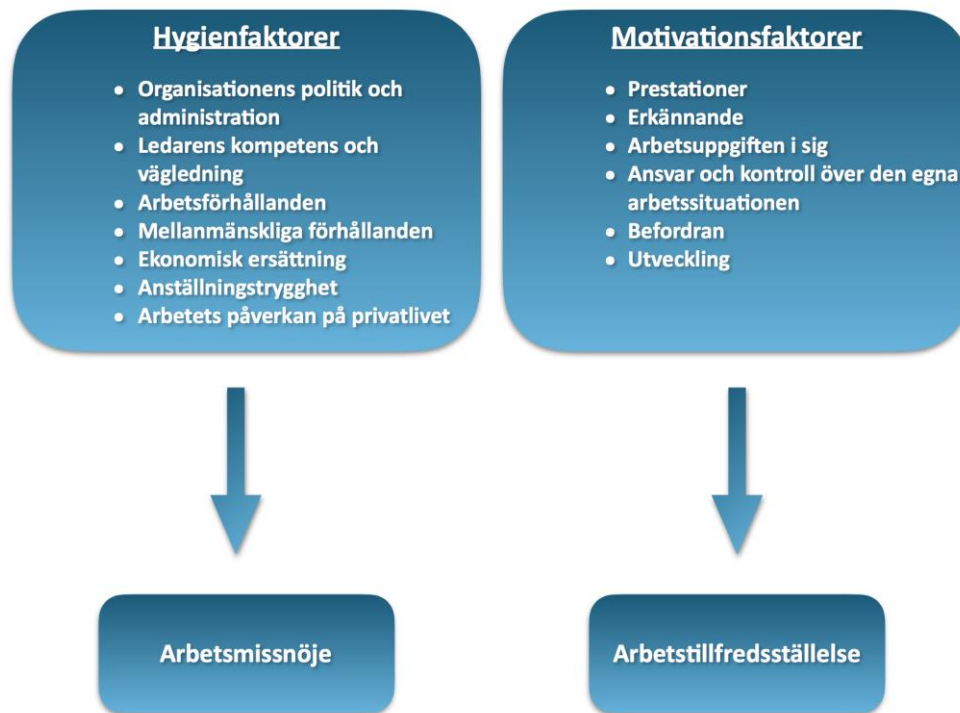 Hygienfaktorer
• Organisationens politik och
administration
• Ledarens kompetens och
vägledning
• Arbetsförhållanden
• Mellanmänskliga förhållanden
• Ekonomisk ersättning
• Anställningstrygghet
• Arbetets påverkan på privatlivet
Motivationsfaktorer
• Prestationer
• Erkännande
• Arbetsuppgiften i sig
• Ansvar och kontroll över den egna
arbetssituationen
• Befordran
• Utveckling
Arbetsmissnöje
Arbetstillfredsställelse